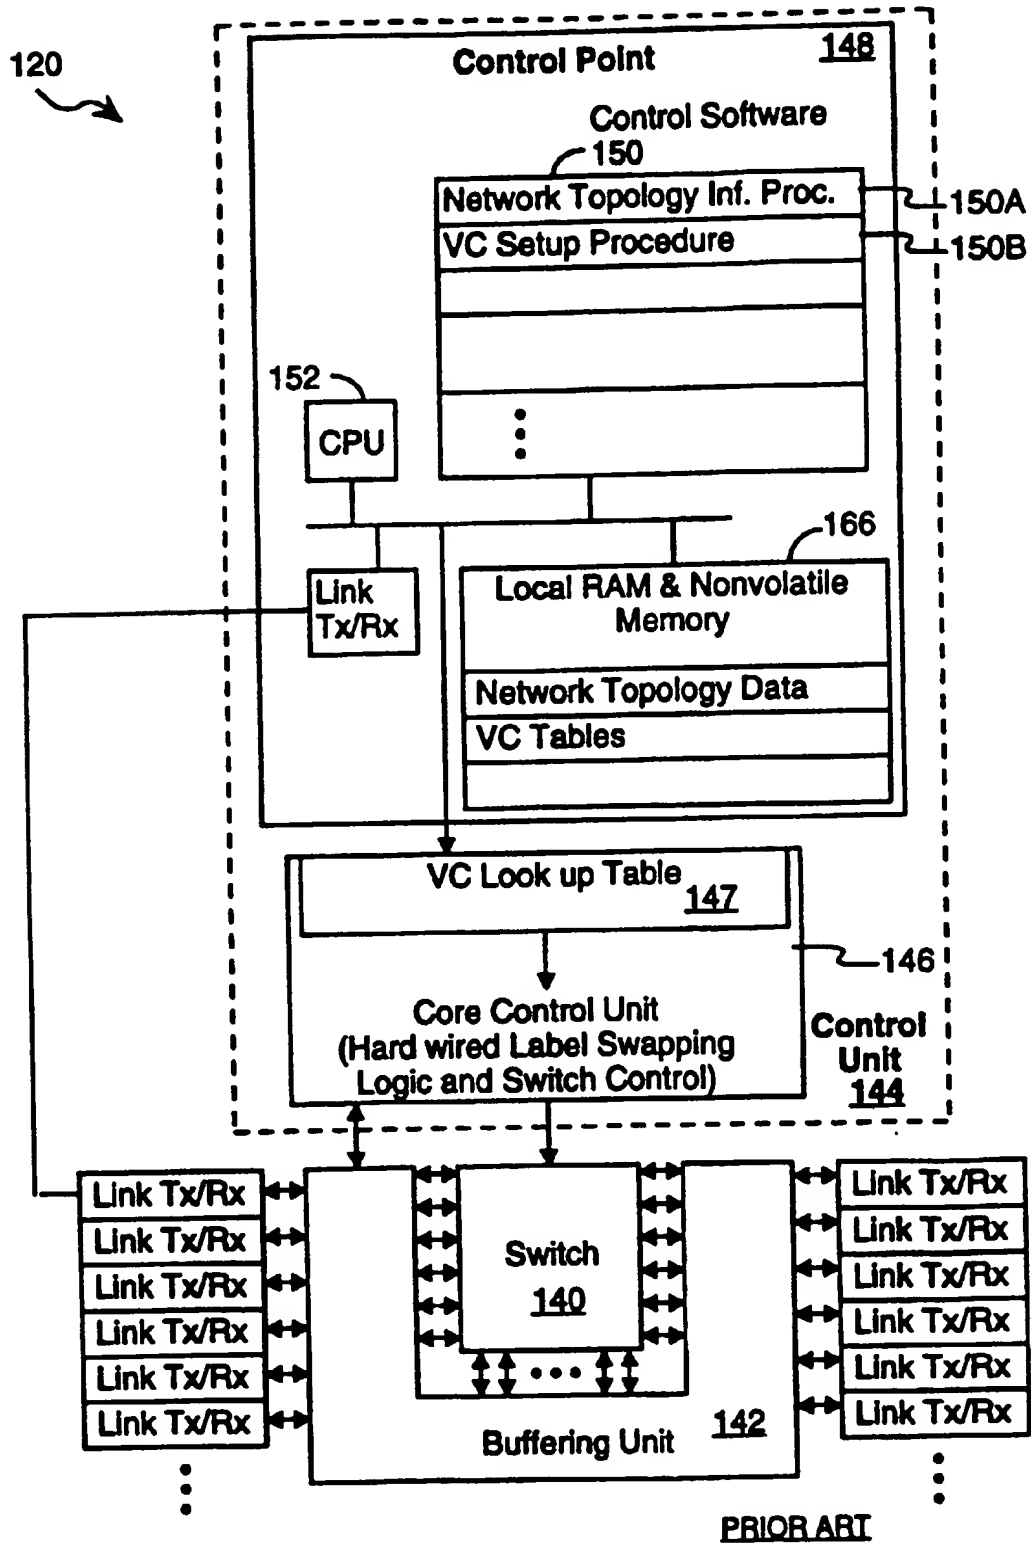 120
148
Control Point
Control Software
150
Network Topology Inf. Proc.
150A
VC Setup Procedure
150B
152
CPU
166
Link
Tx/Rx
Local RAM & Nonvolatile
Memory
Network Topology Data
VC Tables
VC Look up Table
147
146
Core Control Unit
(Hard wired Label Swapping
Logic and Switch Control)
Control
Unit
144
Link Tx/Rx
Link Tx/Rx
Link Tx/Rx
Link Tx/Rx
Link Tx/Rx
Link Tx/Rx
Switch
140
Buffering Unit
142
Link Tx/Rx
Link Tx/Rx
Link Tx/Rx
Link Tx/Rx
Link Tx/Rx
Link Tx/Rx
PRIOR ART